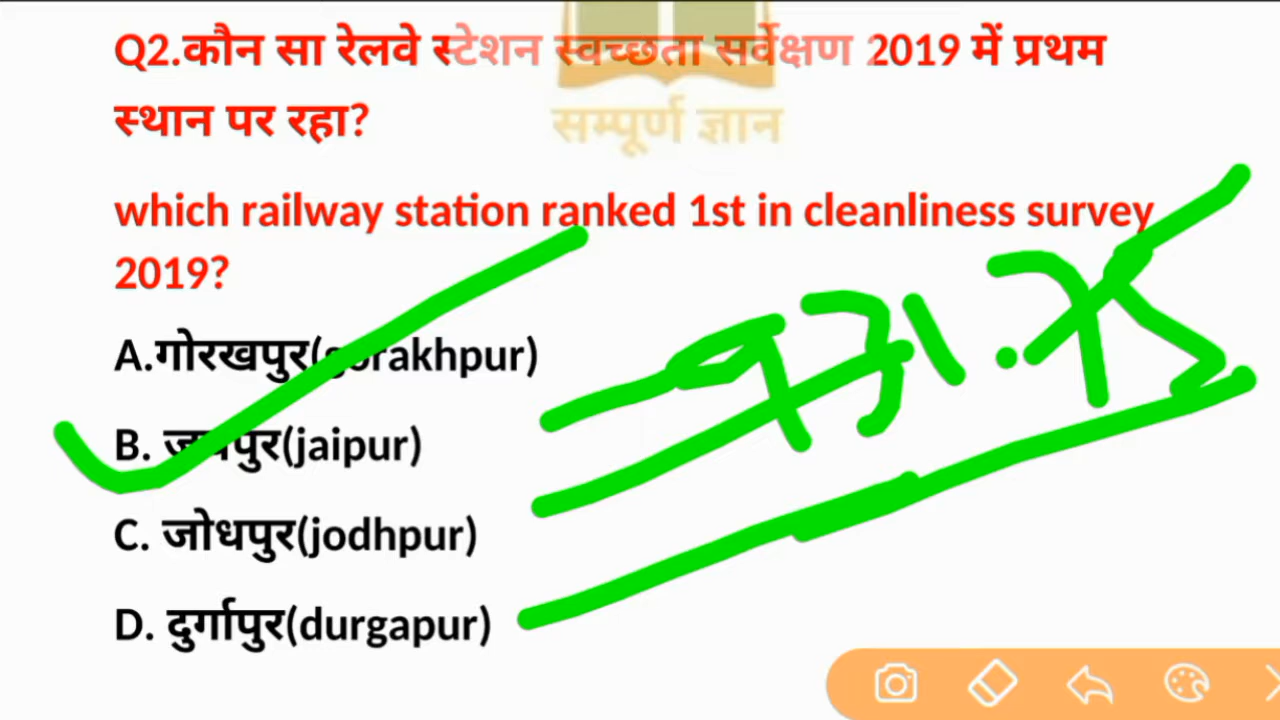 Q2.कौन सा रेलवे स्टेशन स्वच्छता सर्वेक्षण 2019 में प्रथम
स्थान पर रहा?
सम्पूर्ण ज्ञान
which railway station ranked 1st in cleanliness survey
2019?
A.गोरखपुर(gorakhpur)
B. जयपुर(jaipur)
C. जोधपुर(jodhpur)
D. दुर्गापुर(durgapur)